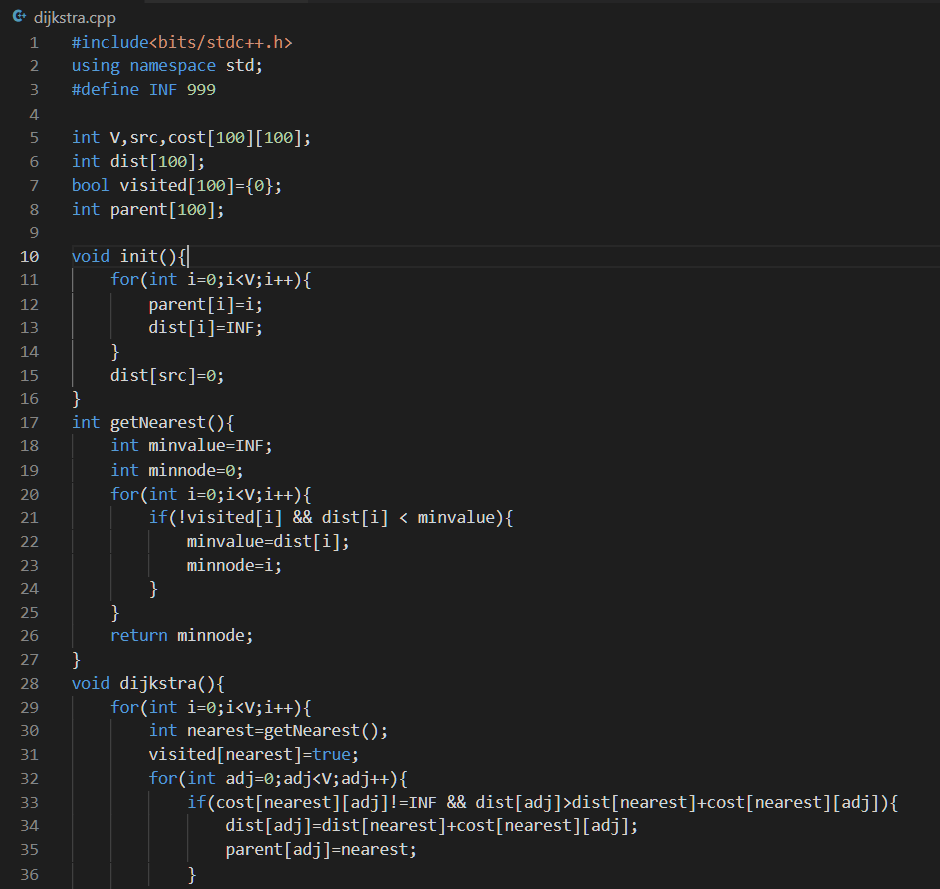 dijkstra.cpp
1 #include<bits/stdc++.h>
2 using namespace std;
3 #define INF 999
4
5 int V,src,cost[100][100];
6 int dist[100];
7 bool visited[100]={0};
8 int parent[100];
9
10 void init(){
11     for(int i=0;i<V;i++){
12         parent[i]=i;
13         dist[i]=INF;
14     }
15     dist[src]=0;
16 }
17 int getNearest(){
18     int minvalue=INF;
19     int minnode=0;
20     for(int i=0;i<V;i++){
21         if(!visited[i] && dist[i] < minvalue){
22             minvalue=dist[i];
23             minnode=i;
24         }
25     }
26     return minnode;
27 }
28 void dijkstra(){
29     for(int i=0;i<V;i++){
30         int nearest=getNearest();
31         visited[nearest]=true;
32         for(int adj=0;adj<V;adj++){
33             if(cost[nearest][adj]!=INF && dist[adj]>dist[nearest]+cost[nearest][adj]){
34                 dist[adj]=dist[nearest]+cost[nearest][adj];
35                 parent[adj]=nearest;
36             }